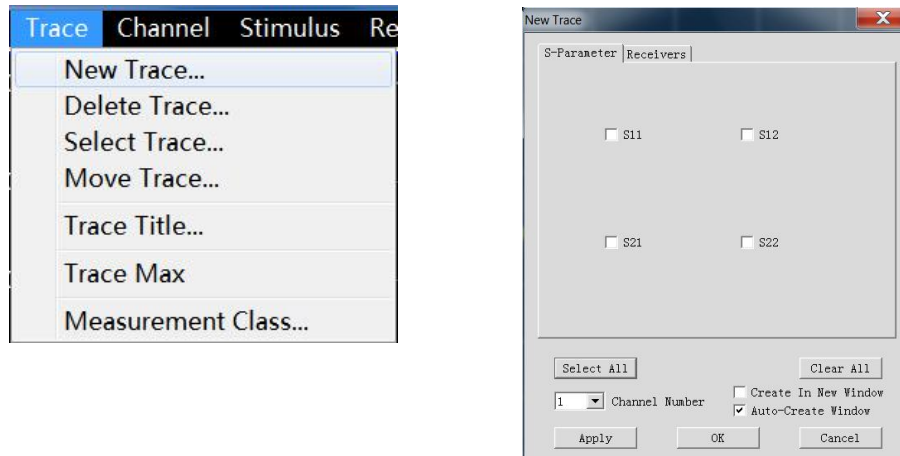 Trace Channel Stimulus Re
New Trace...
Delete Trace...
Select Trace...
Move Trace...
Trace Title...
Trace Max
Measurement Class...
New Trace
S-Parameter Receivers
S11 S12
S21 S22
Select All Clear All
1 Channel Number
Create In New Window
Auto-Create Window
Apply OK Cancel